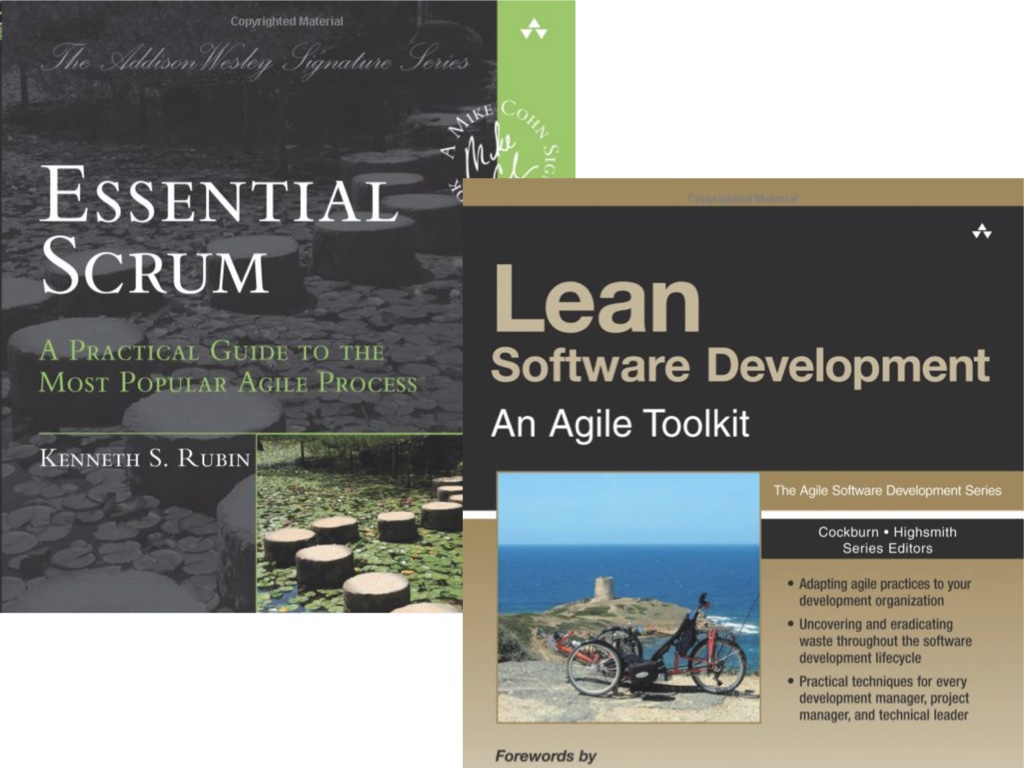 Copyrighted Material
The Addison Wesley Signature Series
A MIKE COHN SIG
ESSENTIAL
SCRUM
A PRACTICAL GUIDE TO THE
MOST POPULAR AGILE PROCESS
KENNETH S. RUBIN
Copyrighted Material
Lean
Software Development
An Agile Toolkit
The Agile Software Development Series
Cockburn • Highsmith
Series Editors
• Adapting agile practices to your
development organization
• Uncovering and eradicating
waste throughout the software
development lifecycle
• Practical techniques for every
development manager, project
manager, and technical leader
Forewords by